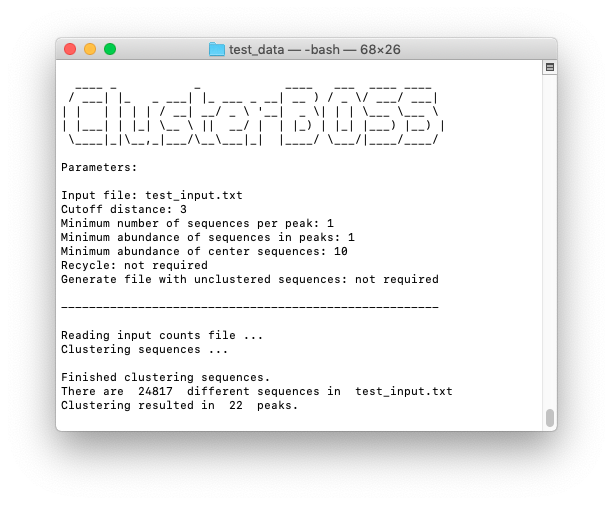 test_data — -bash — 68×26
ClusterBOSS
Parameters:
Input file: test_input.txt
Cutoff distance: 3
Minimum number of sequences per peak: 1
Minimum abundance of sequences in peaks: 1
Minimum abundance of center sequences: 10
Recycle: not required
Generate file with unclustered sequences: not required
Reading input counts file ...
Clustering sequences ...
Finished clustering sequences.
There are  24817  different sequences in  test_input.txt
Clustering resulted in  22  peaks.